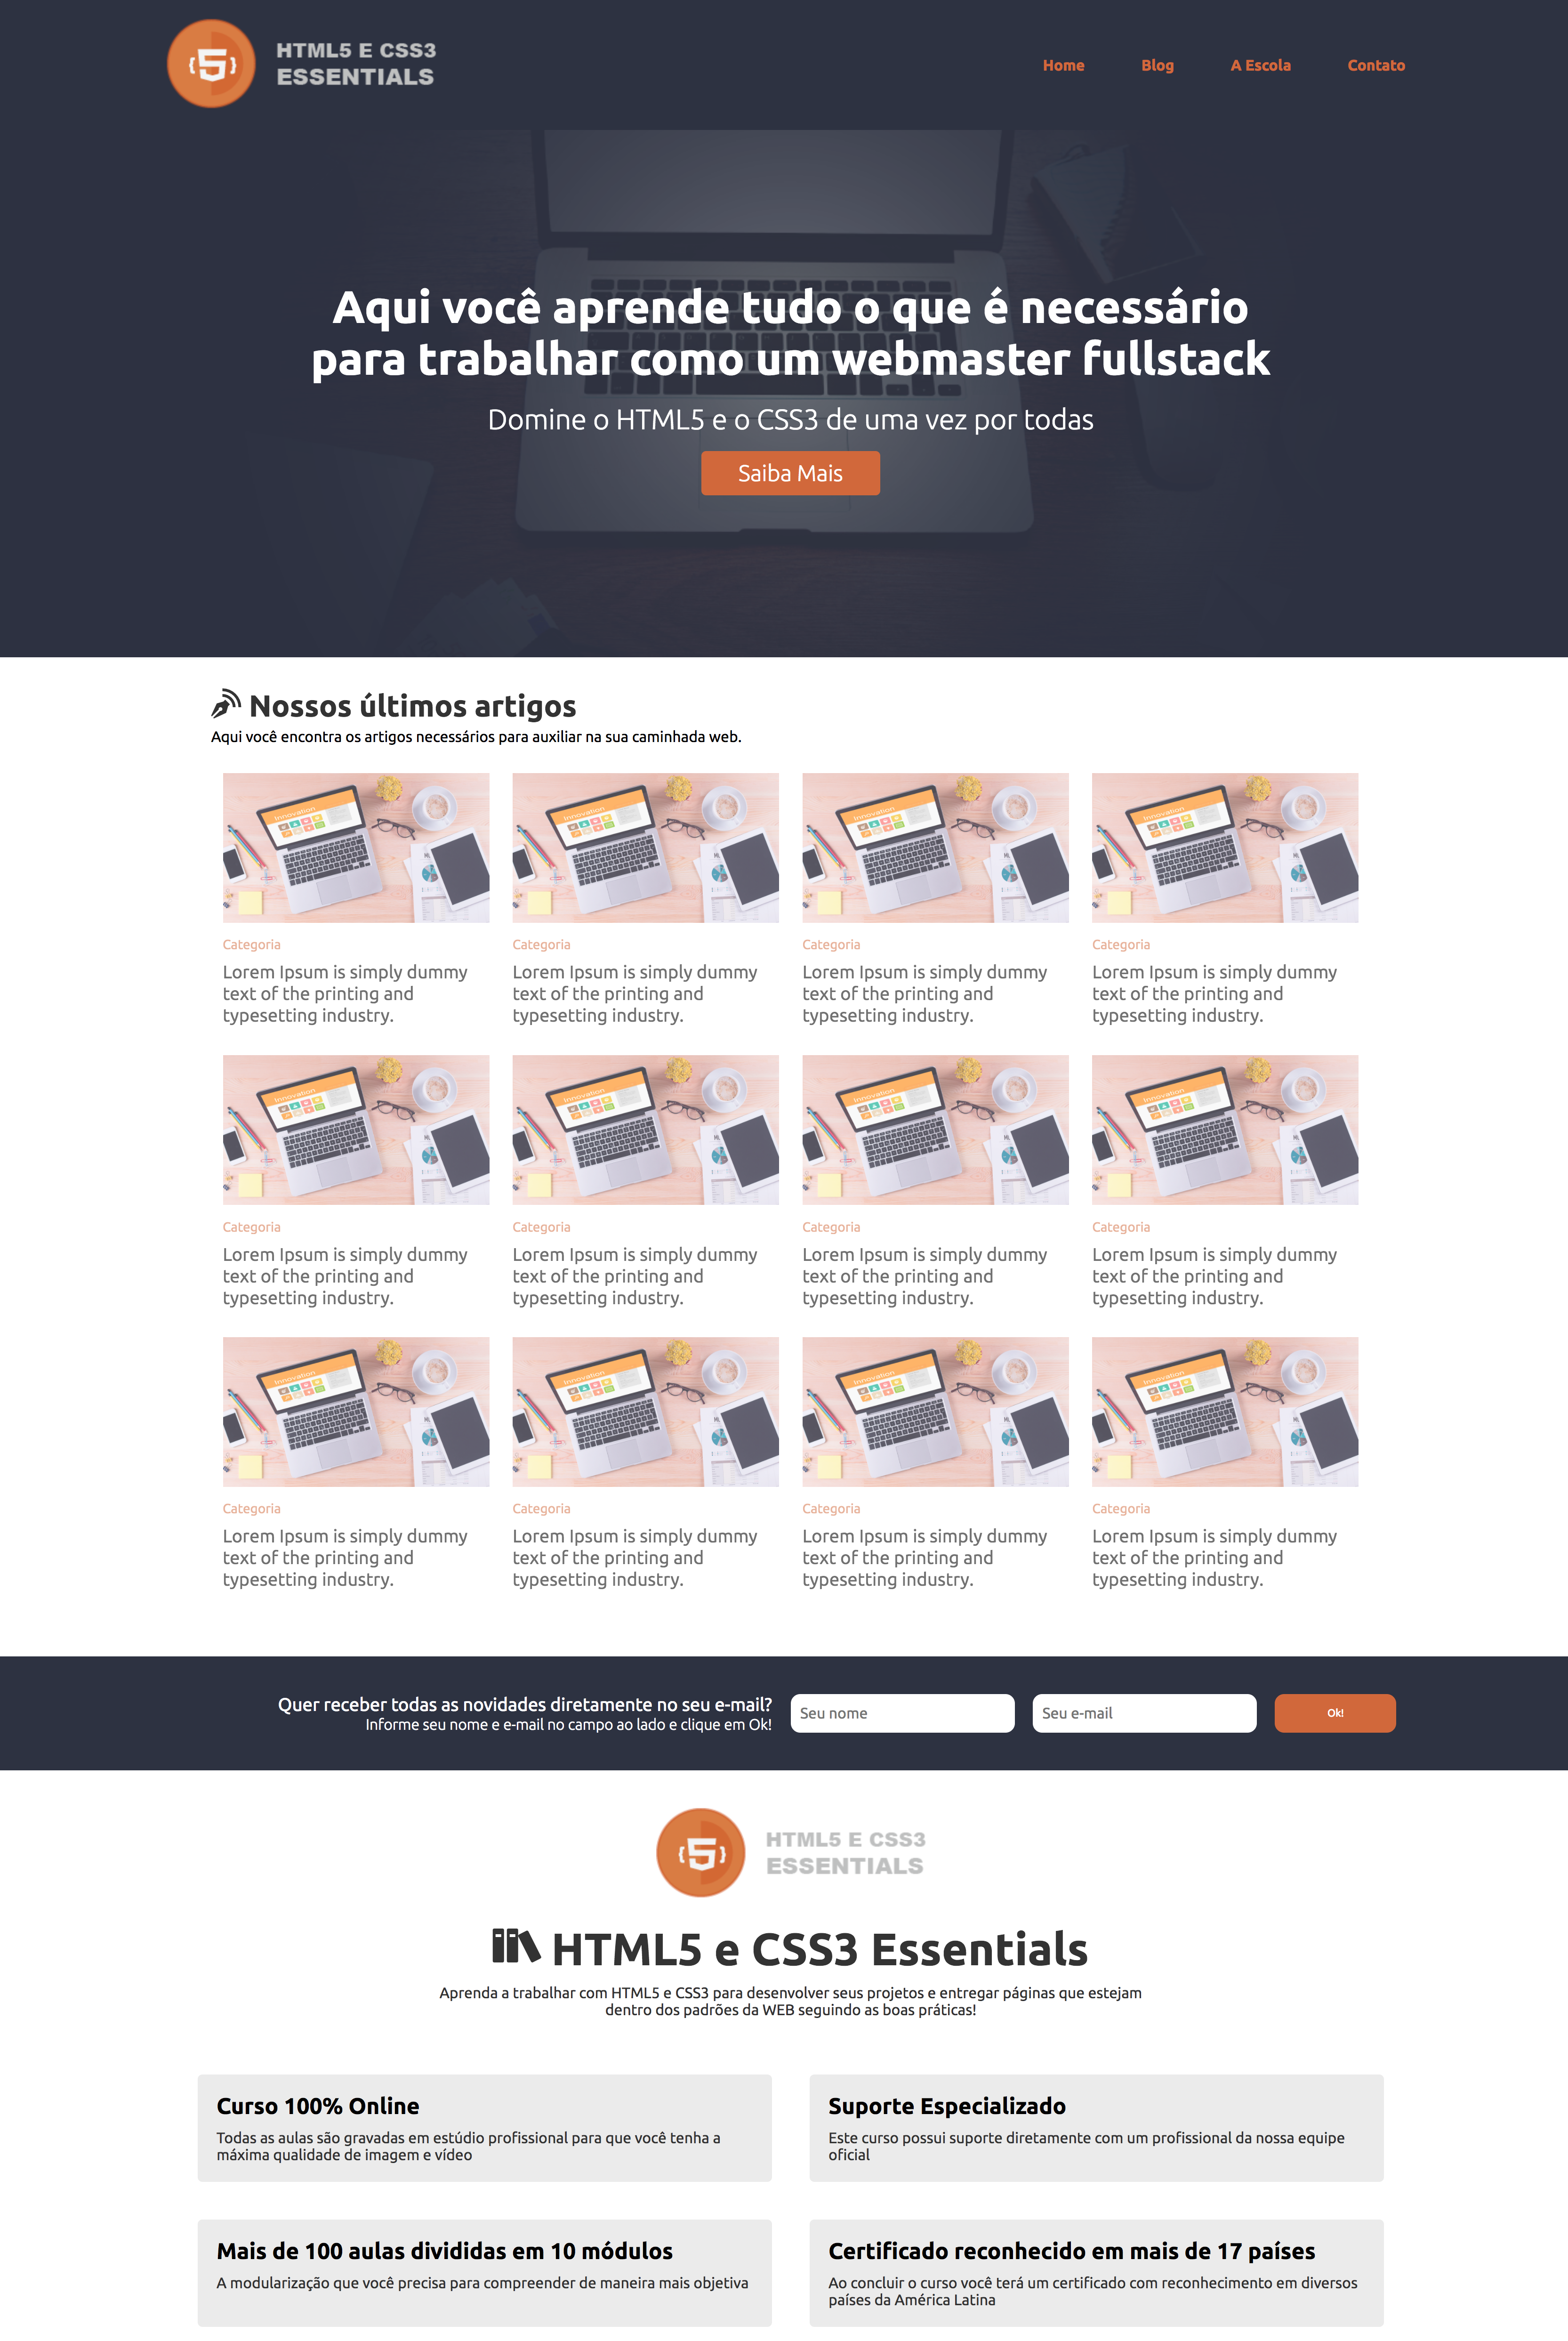 HTML5 E CSS3
ESSENTIALS
Home Blog A Escola Contato
Aqui você aprende tudo o que é necessário
para trabalhar como um webmaster fullstack
Domine o HTML5 e o CSS3 de uma vez por todas
Saiba Mais
Nossos últimos artigos
Aqui você encontra os artigos necessários para auxiliar na sua caminhada web.
Innovation
Innovation
Innovation
Innovation
Categoria
Lorem Ipsum is simply dummy
text of the printing and
typesetting industry.
Categoria
Lorem Ipsum is simply dummy
text of the printing and
typesetting industry.
Categoria
Lorem Ipsum is simply dummy
text of the printing and
typesetting industry.
Categoria
Lorem Ipsum is simply dummy
text of the printing and
typesetting industry.
Innovation
Innovation
Innovation
Innovation
Categoria
Lorem Ipsum is simply dummy
text of the printing and
typesetting industry.
Categoria
Lorem Ipsum is simply dummy
text of the printing and
typesetting industry.
Categoria
Lorem Ipsum is simply dummy
text of the printing and
typesetting industry.
Categoria
Lorem Ipsum is simply dummy
text of the printing and
typesetting industry.
Innovation
Innovation
Innovation
Innovation
Categoria
Lorem Ipsum is simply dummy
text of the printing and
typesetting industry.
Categoria
Lorem Ipsum is simply dummy
text of the printing and
typesetting industry.
Categoria
Lorem Ipsum is simply dummy
text of the printing and
typesetting industry.
Categoria
Lorem Ipsum is simply dummy
text of the printing and
typesetting industry.
Quer receber todas as novidades diretamente no seu e-mail?
Informe seu nome e e-mail no campo ao lado e clique em Ok!
Seu nome
Seu e-mail
Ok!
HTML5 E CSS3
ESSENTIALS
HTML5 e CSS3 Essentials
Aprenda a trabalhar com HTML5 e CSS3 para desenvolver seus projetos e entregar páginas que estejam
dentro dos padrões da WEB seguindo as boas práticas!
Curso 100% Online
Todas as aulas são gravadas em estúdio profissional para que você tenha a
máxima qualidade de imagem e vídeo
Suporte Especializado
Este curso possui suporte diretamente com um profissional da nossa equipe
oficial
Mais de 100 aulas divididas em 10 módulos
A modularização que você precisa para compreender de maneira mais objetiva
Certificado reconhecido em mais de 17 países
Ao concluir o curso você terá um certificado com reconhecimento em diversos
países da América Latina